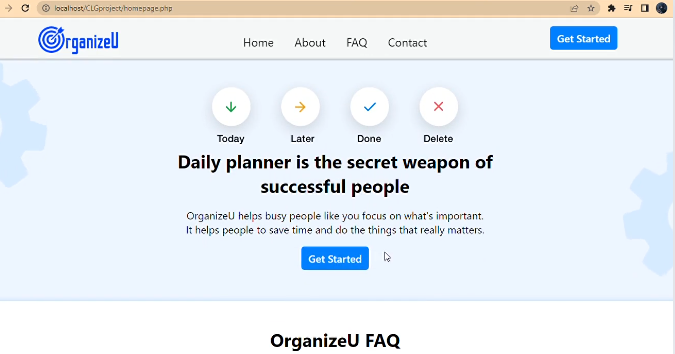 localhost/CLGproject/homepage.php
OrganizeU
Home About FAQ Contact
Get Started
Today Later Done Delete
Daily planner is the secret weapon of
successful people
OrganizeU helps busy people like you focus on what's important.
It helps people to save time and do the things that really matters.
Get Started
OrganizeU FAQ